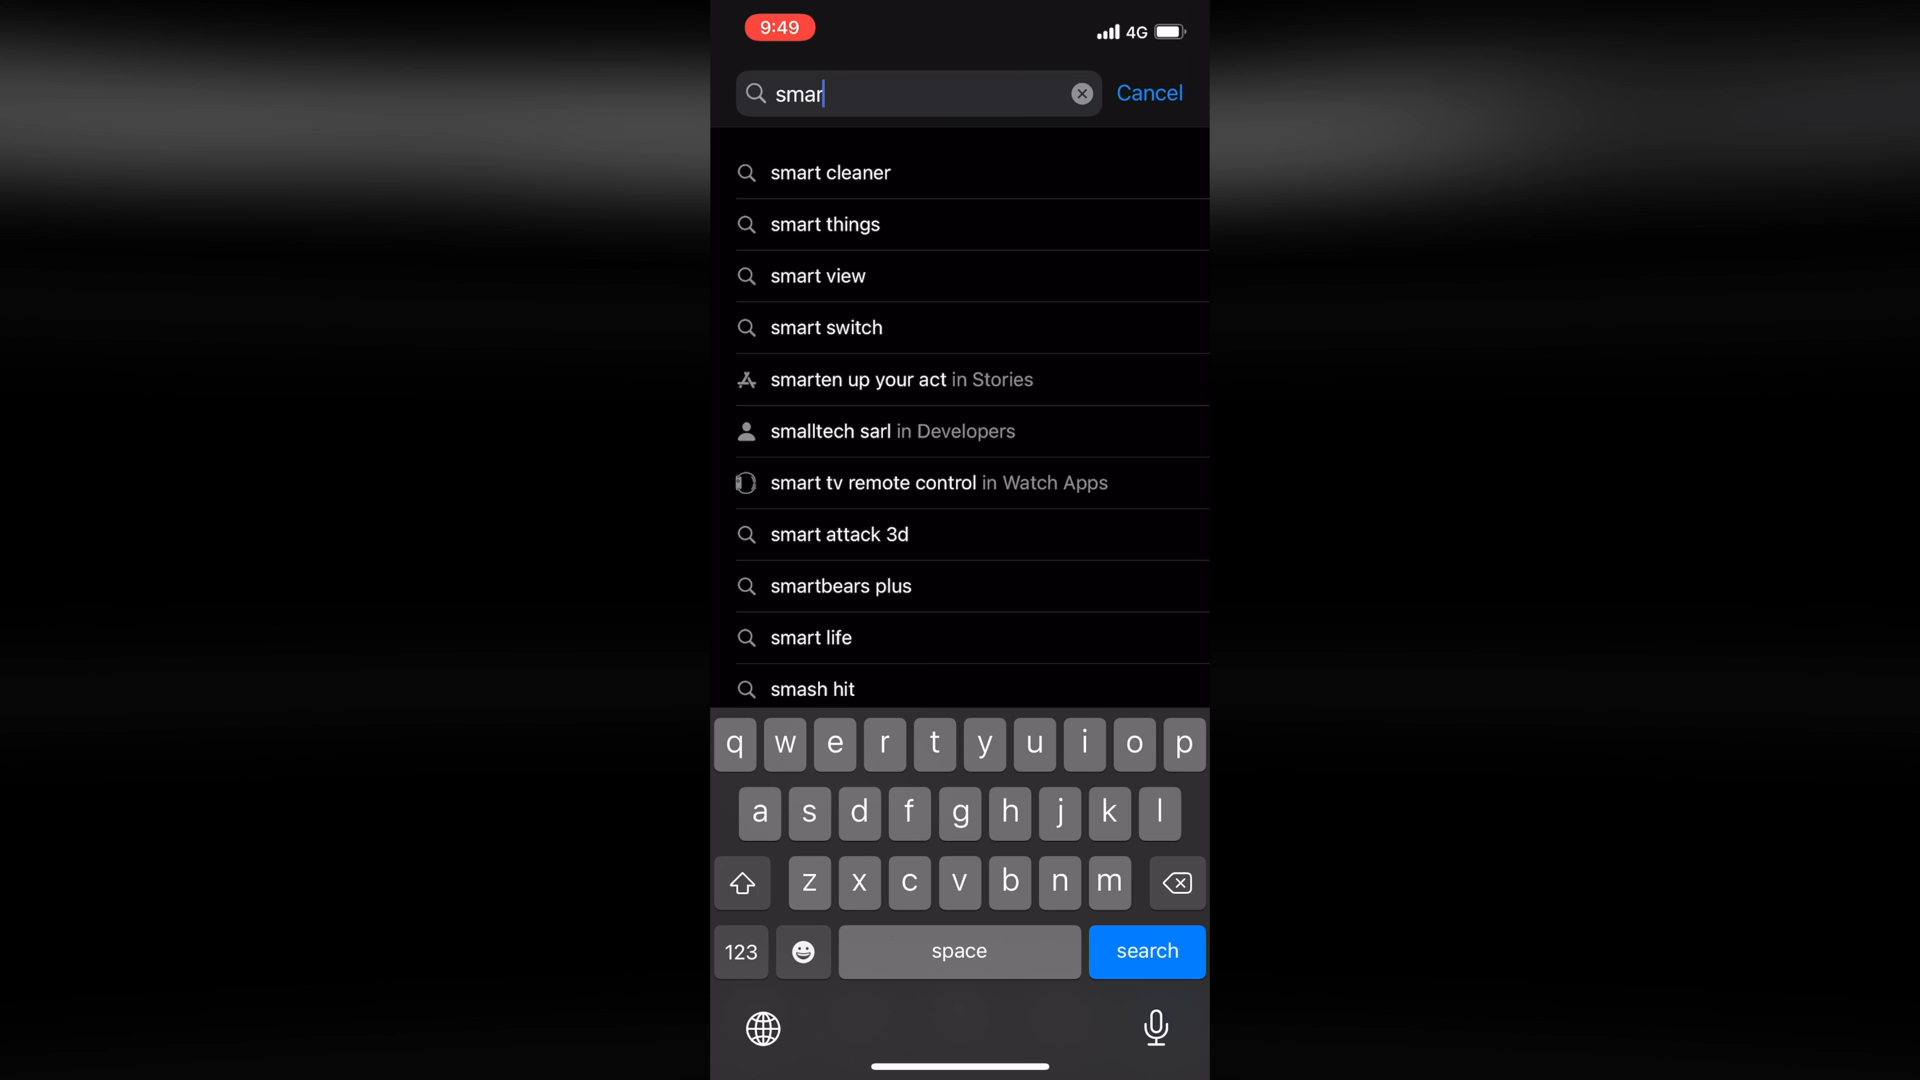 9:49
4G
smar
Cancel
smart cleaner
smart things
smart view
smart switch
smarten up your act in Stories
smalltech sarl in Developers
smart tv remote control in Watch Apps
smart attack 3d
smartbears plus
smart life
smash hit
q w e r t y u i o p
a s d f g h j k l
z x c v b n m
123 space search